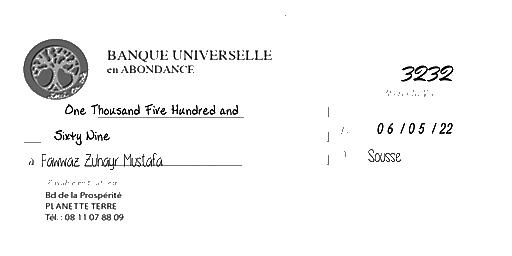 BANQUE UNIVERSELLE
en ABONDANCE
3232
One Thousand Five Hundred and
Sixty Nine
06/05/22
à Fawwaz Zuhayr Mustafa
Sousse
Bd de la Prospérité
PLANETTE TERRE
Tél. : 08 11 07 88 09